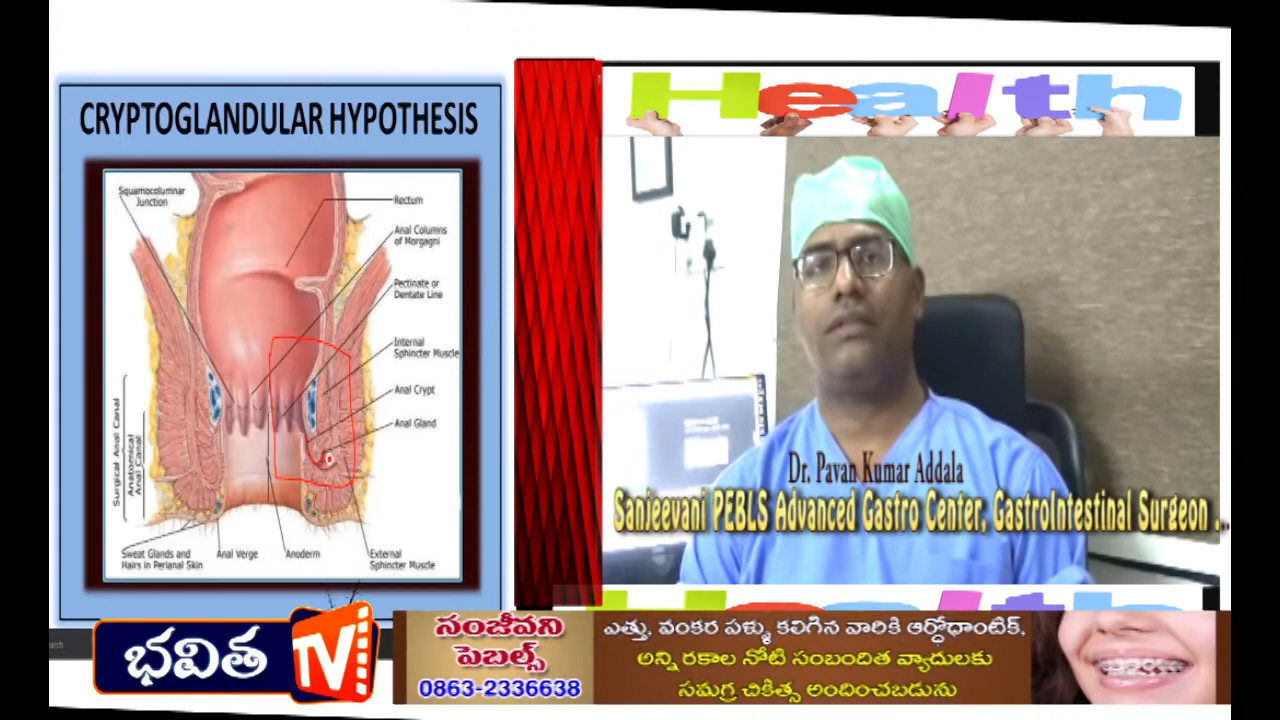 CRYPTOGLANDULAR HYPOTHESIS
Squamocolumnar
Junction
Rectum
Anal Columns
of Morgagni
Pectinate or
Dentate Line
Internal
Sphincter Muscle
Anal Crypt
Anal Gland
Surgical Anal Canal
Anatomical
Anal Canal
Sweat Glands and
Hairs in Perianal Skin
Anal Verge
Anoderm
External
Sphincter Muscle
Health
Dr. Pavan Kumar Addala
Sanjeevani PEBLS Advanced Gastro Center, GastroIntestinal Surgeon ...
Health
భవిత TV
సంజీవని
పెబల్స్
0863-2336638
ఎత్తు, వంకర పళ్ళు కలిగిన వారికి ఆర్థోడాంటిక్,
అన్ని రకాల నోటి సంబందిత వ్యాదులకు
సమగ్ర చికిత్స అందించబడును